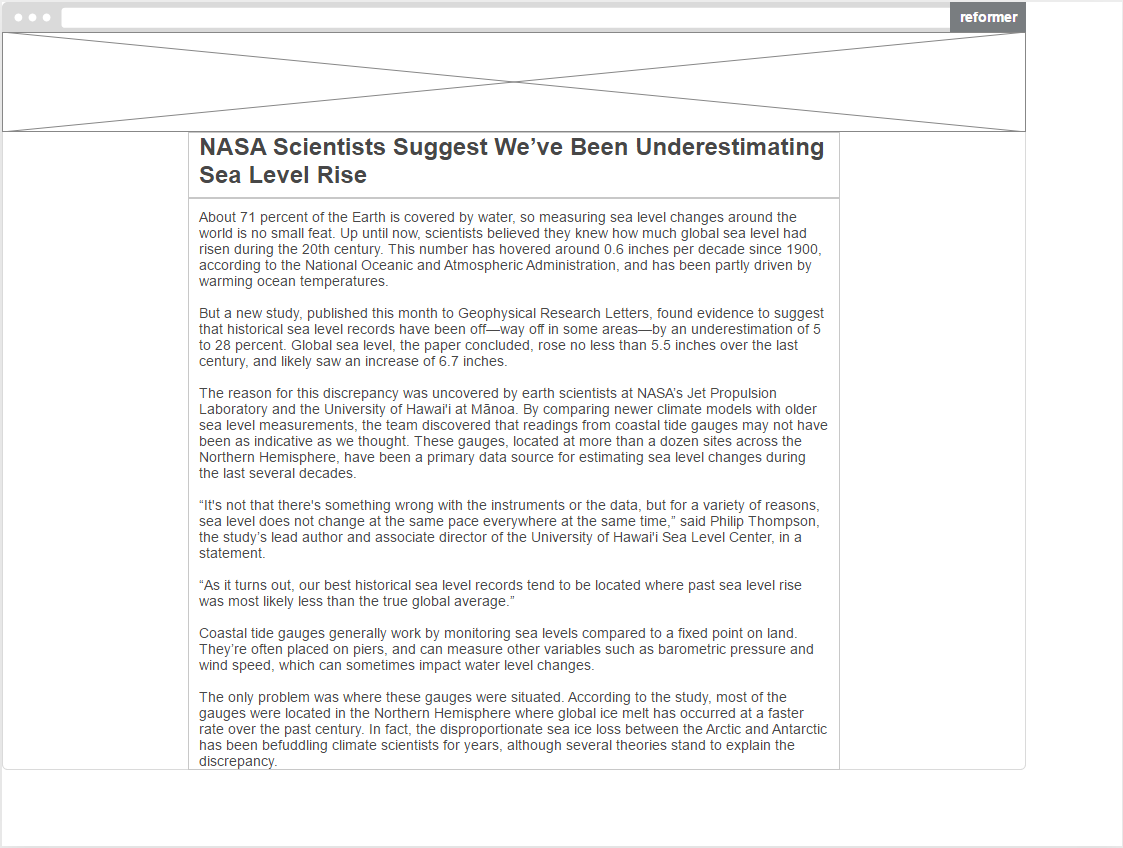 reformer
NASA Scientists Suggest We’ve Been Underestimating
Sea Level Rise
About 71 percent of the Earth is covered by water, so measuring sea level changes around the
world is no small feat. Up until now, scientists believed they knew how much global sea level had
risen during the 20th century. This number has hovered around 0.6 inches per decade since 1900,
according to the National Oceanic and Atmospheric Administration, and has been partly driven by
warming ocean temperatures.
But a new study, published this month to Geophysical Research Letters, found evidence to suggest
that historical sea level records have been off—way off in some areas—by an underestimation of 5
to 28 percent. Global sea level, the paper concluded, rose no less than 5.5 inches over the last
century, and likely saw an increase of 6.7 inches.
The reason for this discrepancy was uncovered by earth scientists at NASA’s Jet Propulsion
Laboratory and the University of Hawai'i at Mānoa. By comparing newer climate models with older
sea level measurements, the team discovered that readings from coastal tide gauges may not have
been as indicative as we thought. These gauges, located at more than a dozen sites across the
Northern Hemisphere, have been a primary data source for estimating sea level changes during
the last several decades.
“It's not that there's something wrong with the instruments or the data, but for a variety of reasons,
sea level does not change at the same pace everywhere at the same time,” said Philip Thompson,
the study’s lead author and associate director of the University of Hawai'i Sea Level Center, in a
statement.
“As it turns out, our best historical sea level records tend to be located where past sea level rise
was most likely less than the true global average.”
Coastal tide gauges generally work by monitoring sea levels compared to a fixed point on land.
They’re often placed on piers, and can measure other variables such as barometric pressure and
wind speed, which can sometimes impact water level changes.
The only problem was where these gauges were situated. According to the study, most of the
gauges were located in the Northern Hemisphere where global ice melt has occurred at a faster
rate over the past century. In fact, the disproportionate sea ice loss between the Arctic and Antarctic
has been befuddling climate scientists for years, although several theories stand to explain the
discrepancy.